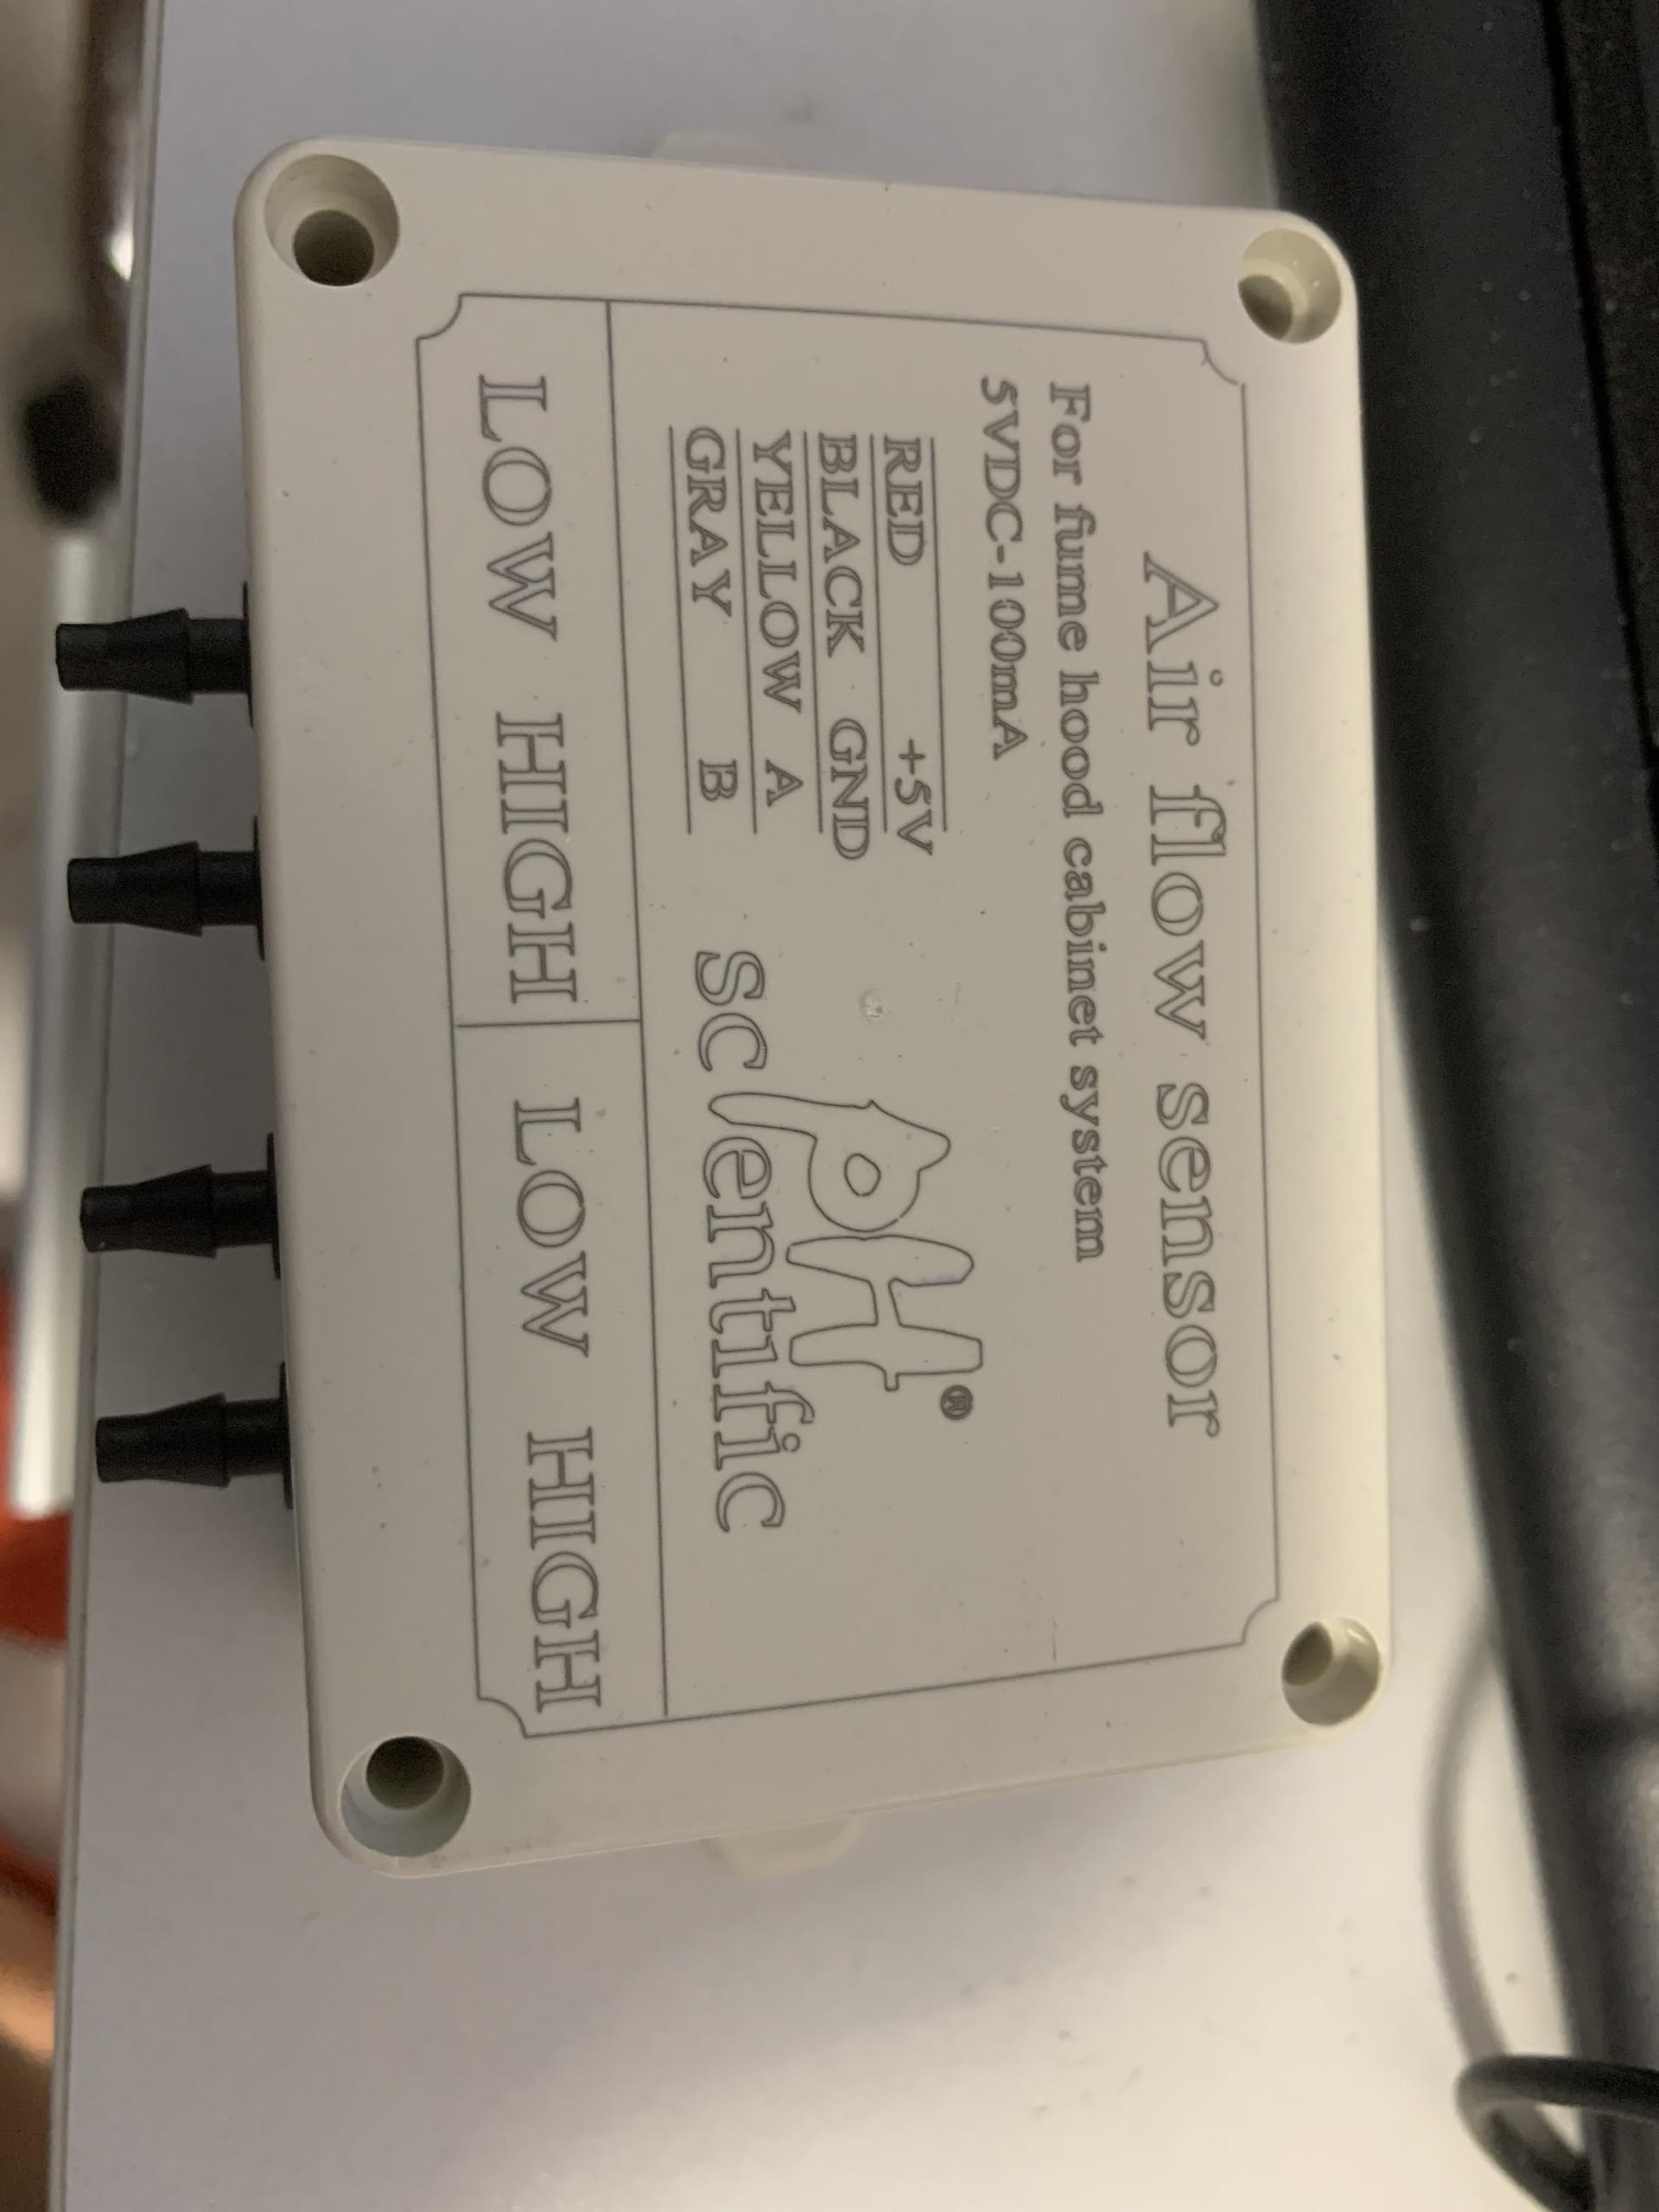 Air flow sensor
For fume hood cabinet system
5VDC-100mA
RED +5V
BLACK GND
YELLOW A
GRAY B
pH®
scientific
LOW HIGH LOW HIGH